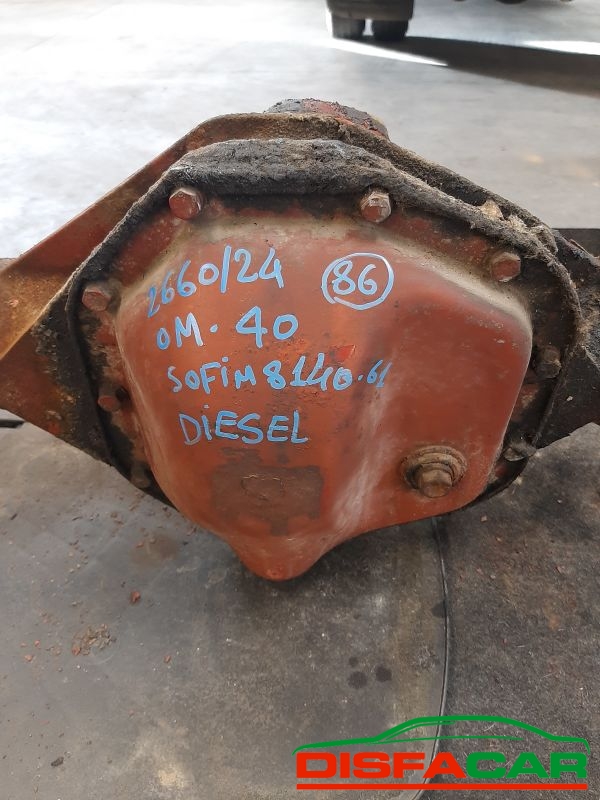 2660/24 86
OM. 40
SOFIM 8140.61
DIESEL
DISFACAR